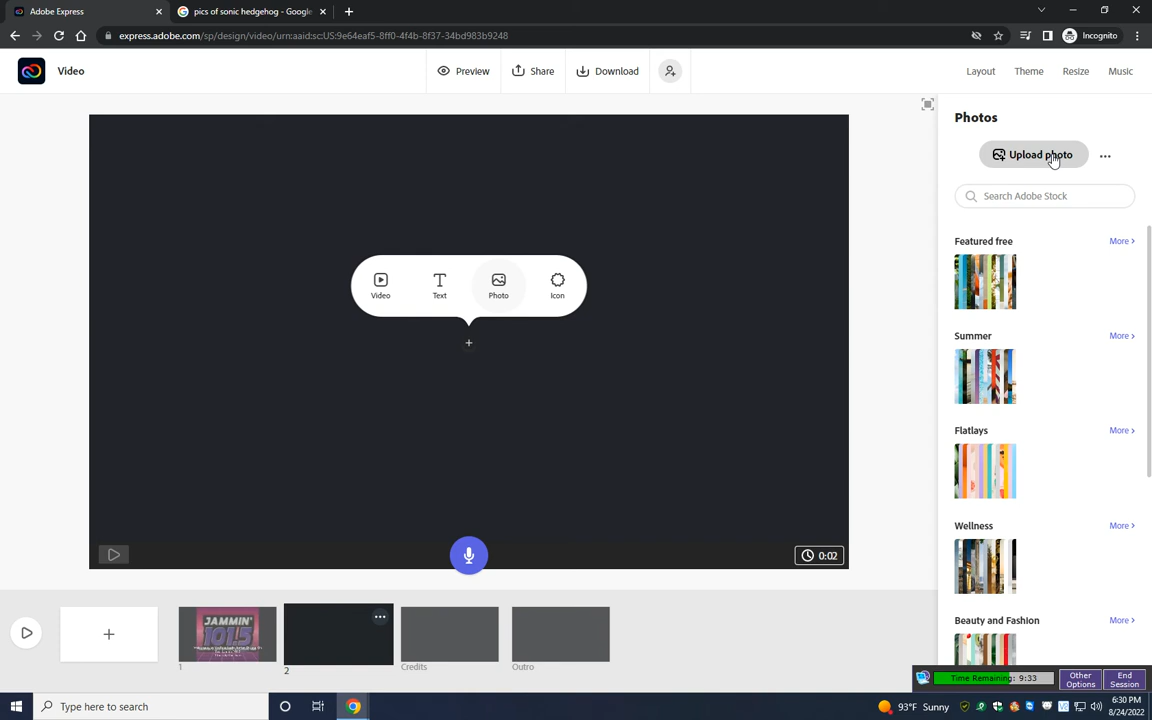 Adobe Express
pics of sonic hedgehog - Google
express.adobe.com/sp/design/video/urn:aaid:sc:US:9e64eaf5-8ff0-4f4b-8f37-34bd983b9248
Incognito
Video
Preview
Share
Download
Layout
Theme
Resize
Music
Photos
Upload photo
Search Adobe Stock
Featured free
More >
Summer
More >
Flatlays
More >
Wellness
More >
Beauty and Fashion
More >
Video
Text
Photo
Icon
0:02
JAMMIN'
101.5
1
2
Credits
Outro
Time Remaining: 9:33
Other
Options
End
Session
Type here to search
93°F Sunny
6:30 PM
8/24/2022